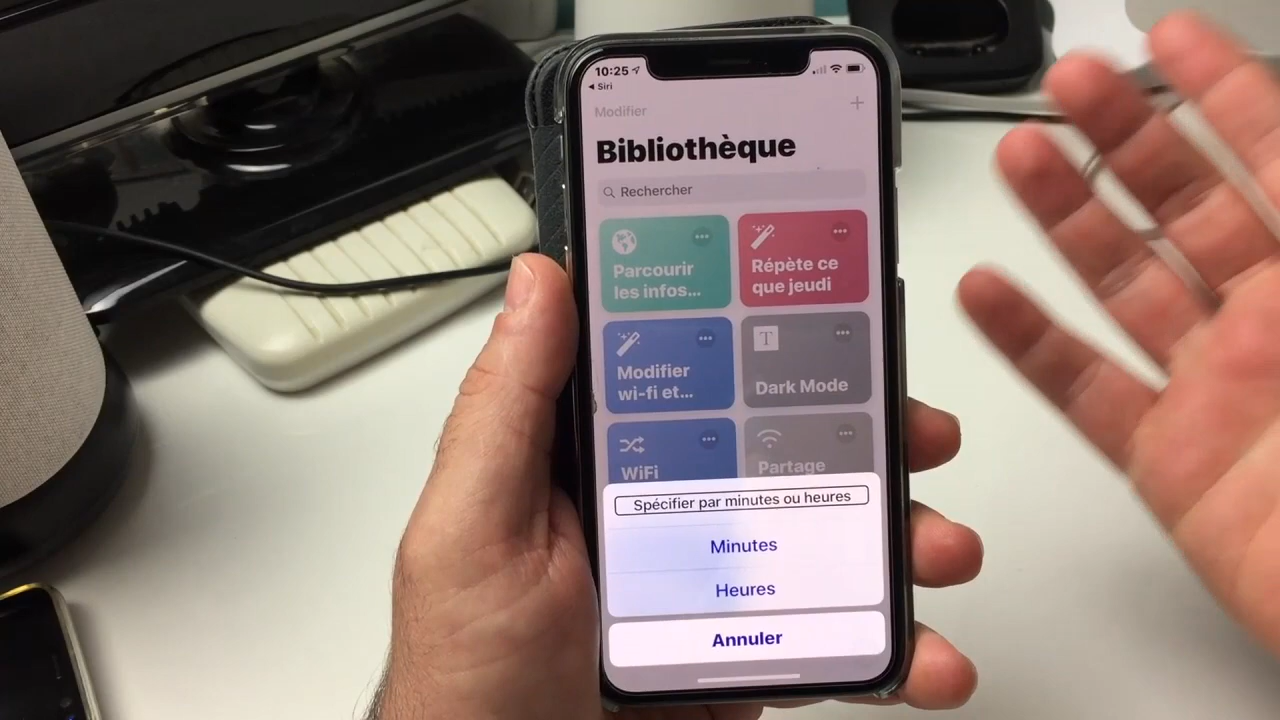 10:25
Siri
Modifier
Bibliothèque
Rechercher
Parcourir
les infos...
Répète ce
que jeudi
Modifier
wi-fi et...
T
Dark Mode
WiFi
Partage
Spécifier par minutes ou heures
Minutes
Heures
Annuler